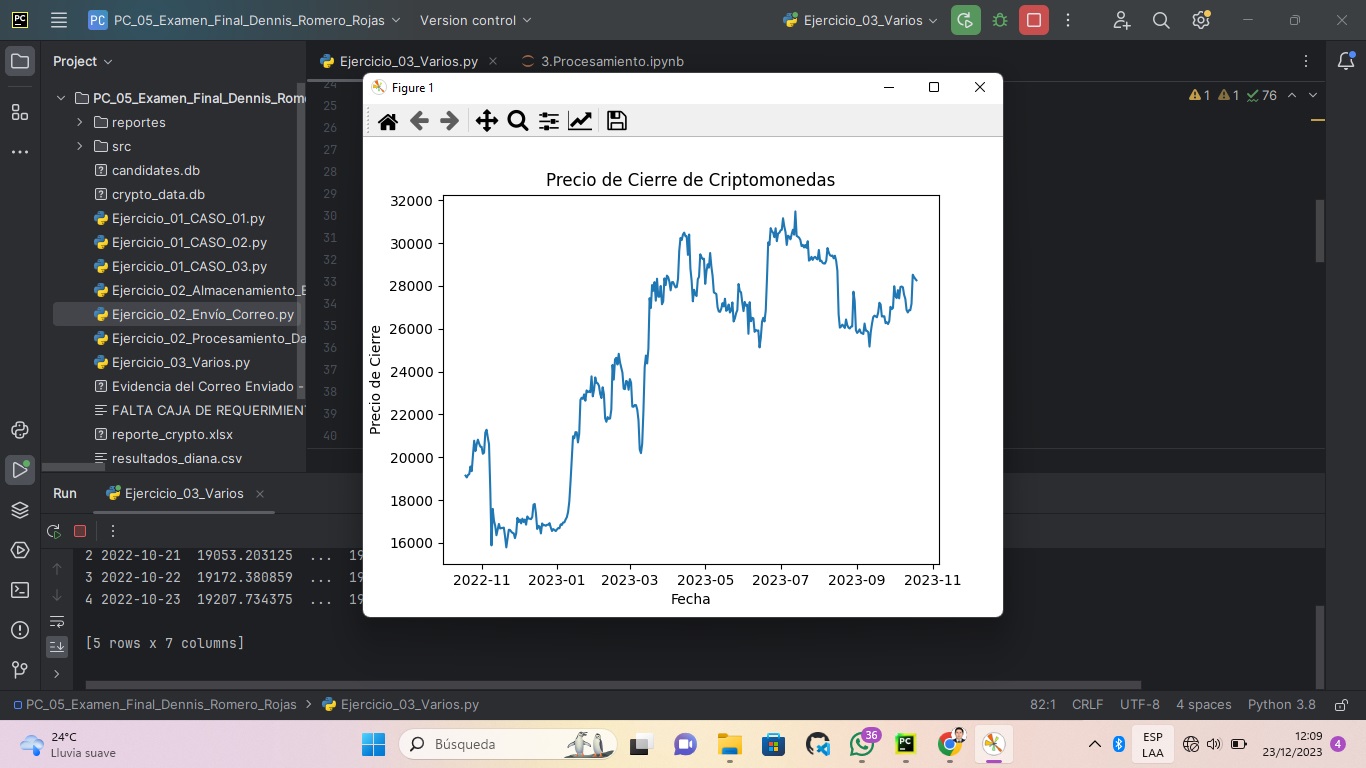 PC PC_05_Examen_Final_Dennis_Romero_Rojas Version control Ejercicio_03_Varios
Project
Ejercicio_03_Varios.py 3.Procesamiento.ipynb
PC_05_Examen_Final_Dennis_Rome
reportes
src
candidates.db
crypto_data.db
Ejercicio_01_CASO_01.py
Ejercicio_01_CASO_02.py
Ejercicio_01_CASO_03.py
Ejercicio_02_Almacenamiento_B
Ejercicio_02_Envío_Correo.py
Ejercicio_02_Procesamiento_Da
Ejercicio_03_Varios.py
Evidencia del Correo Enviado -
FALTA CAJA DE REQUERIMIEN
reporte_crypto.xlsx
resultados_diana.csv
24
25
26
27
28
29
30
31
32
33
34
35
36
37
38
39
40
1 1 76
Figure 1
Precio de Cierre de Criptomonedas
32000
30000
28000
26000
24000
22000
20000
18000
16000
Precio de Cierre
2022-11 2023-01 2023-03 2023-05 2023-07 2023-09 2023-11
Fecha
Run Ejercicio_03_Varios
2 2022-10-21 19053.203125 ... 19
3 2022-10-22 19172.380859 ... 19
4 2022-10-23 19207.734375 ... 19
[5 rows x 7 columns]
PC_05_Examen_Final_Dennis_Romero_Rojas > Ejercicio_03_Varios.py 82:1 CRLF UTF-8 4 spaces Python 3.8
24°C
Lluvia suave
Búsqueda
36
PC
ESP
LAA
12:09
23/12/2023
4